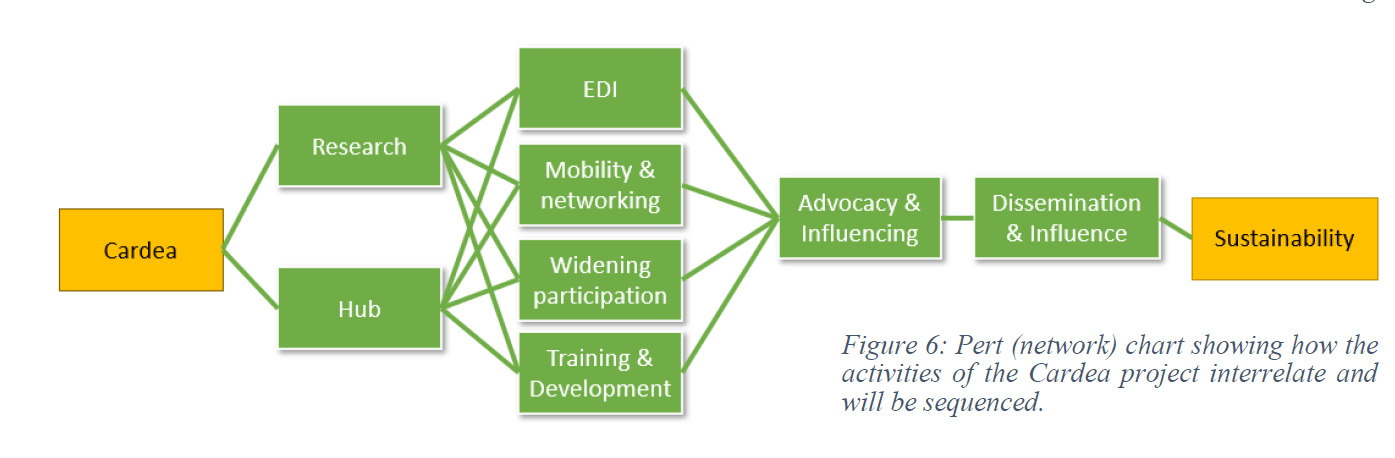 Cardea
Research
Hub
EDI
Mobility &
networking
Widening
participation
Training &
Development
Advocacy &
Influencing
Dissemination
& Influence
Sustainability
Figure 6: Pert (network) chart showing how the
activities of the Cardea project interrelate and
will be sequenced.